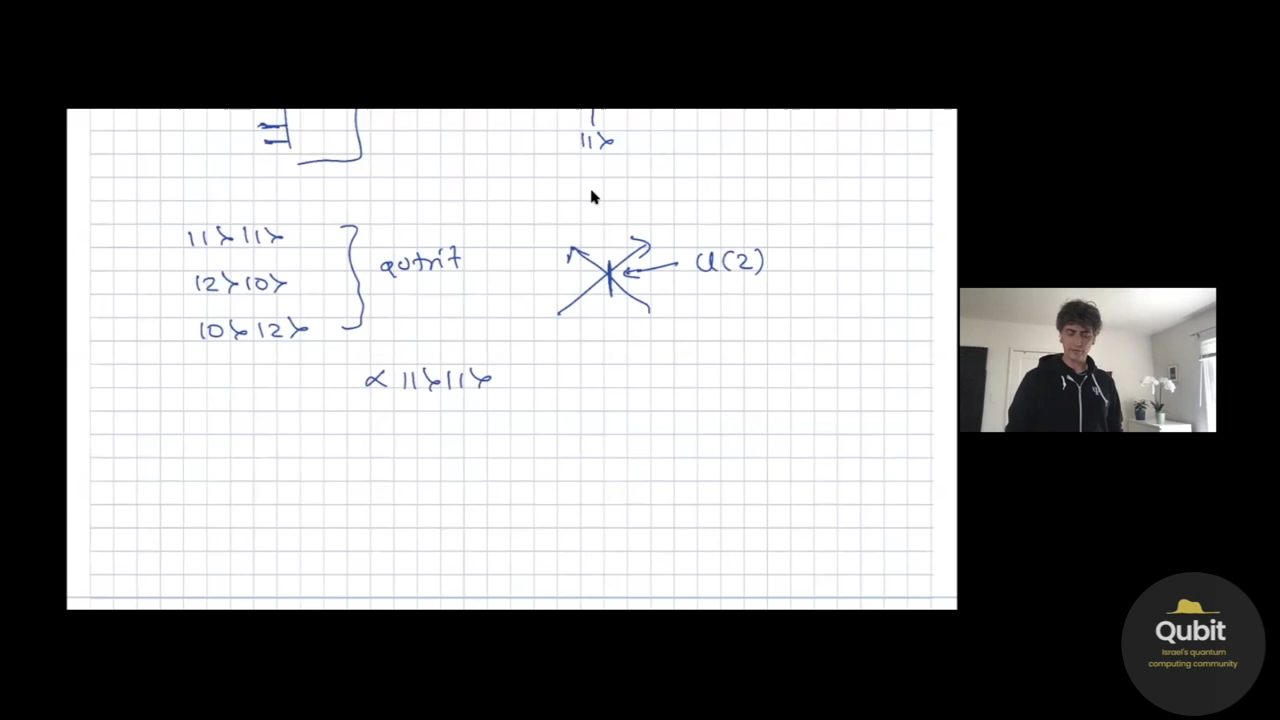 |1⟩
|1⟩|1⟩
|2⟩|0⟩
|0⟩|2⟩
qutrit
U(2)
α |1⟩|1⟩
Qubit
Israel's quantum
computing community